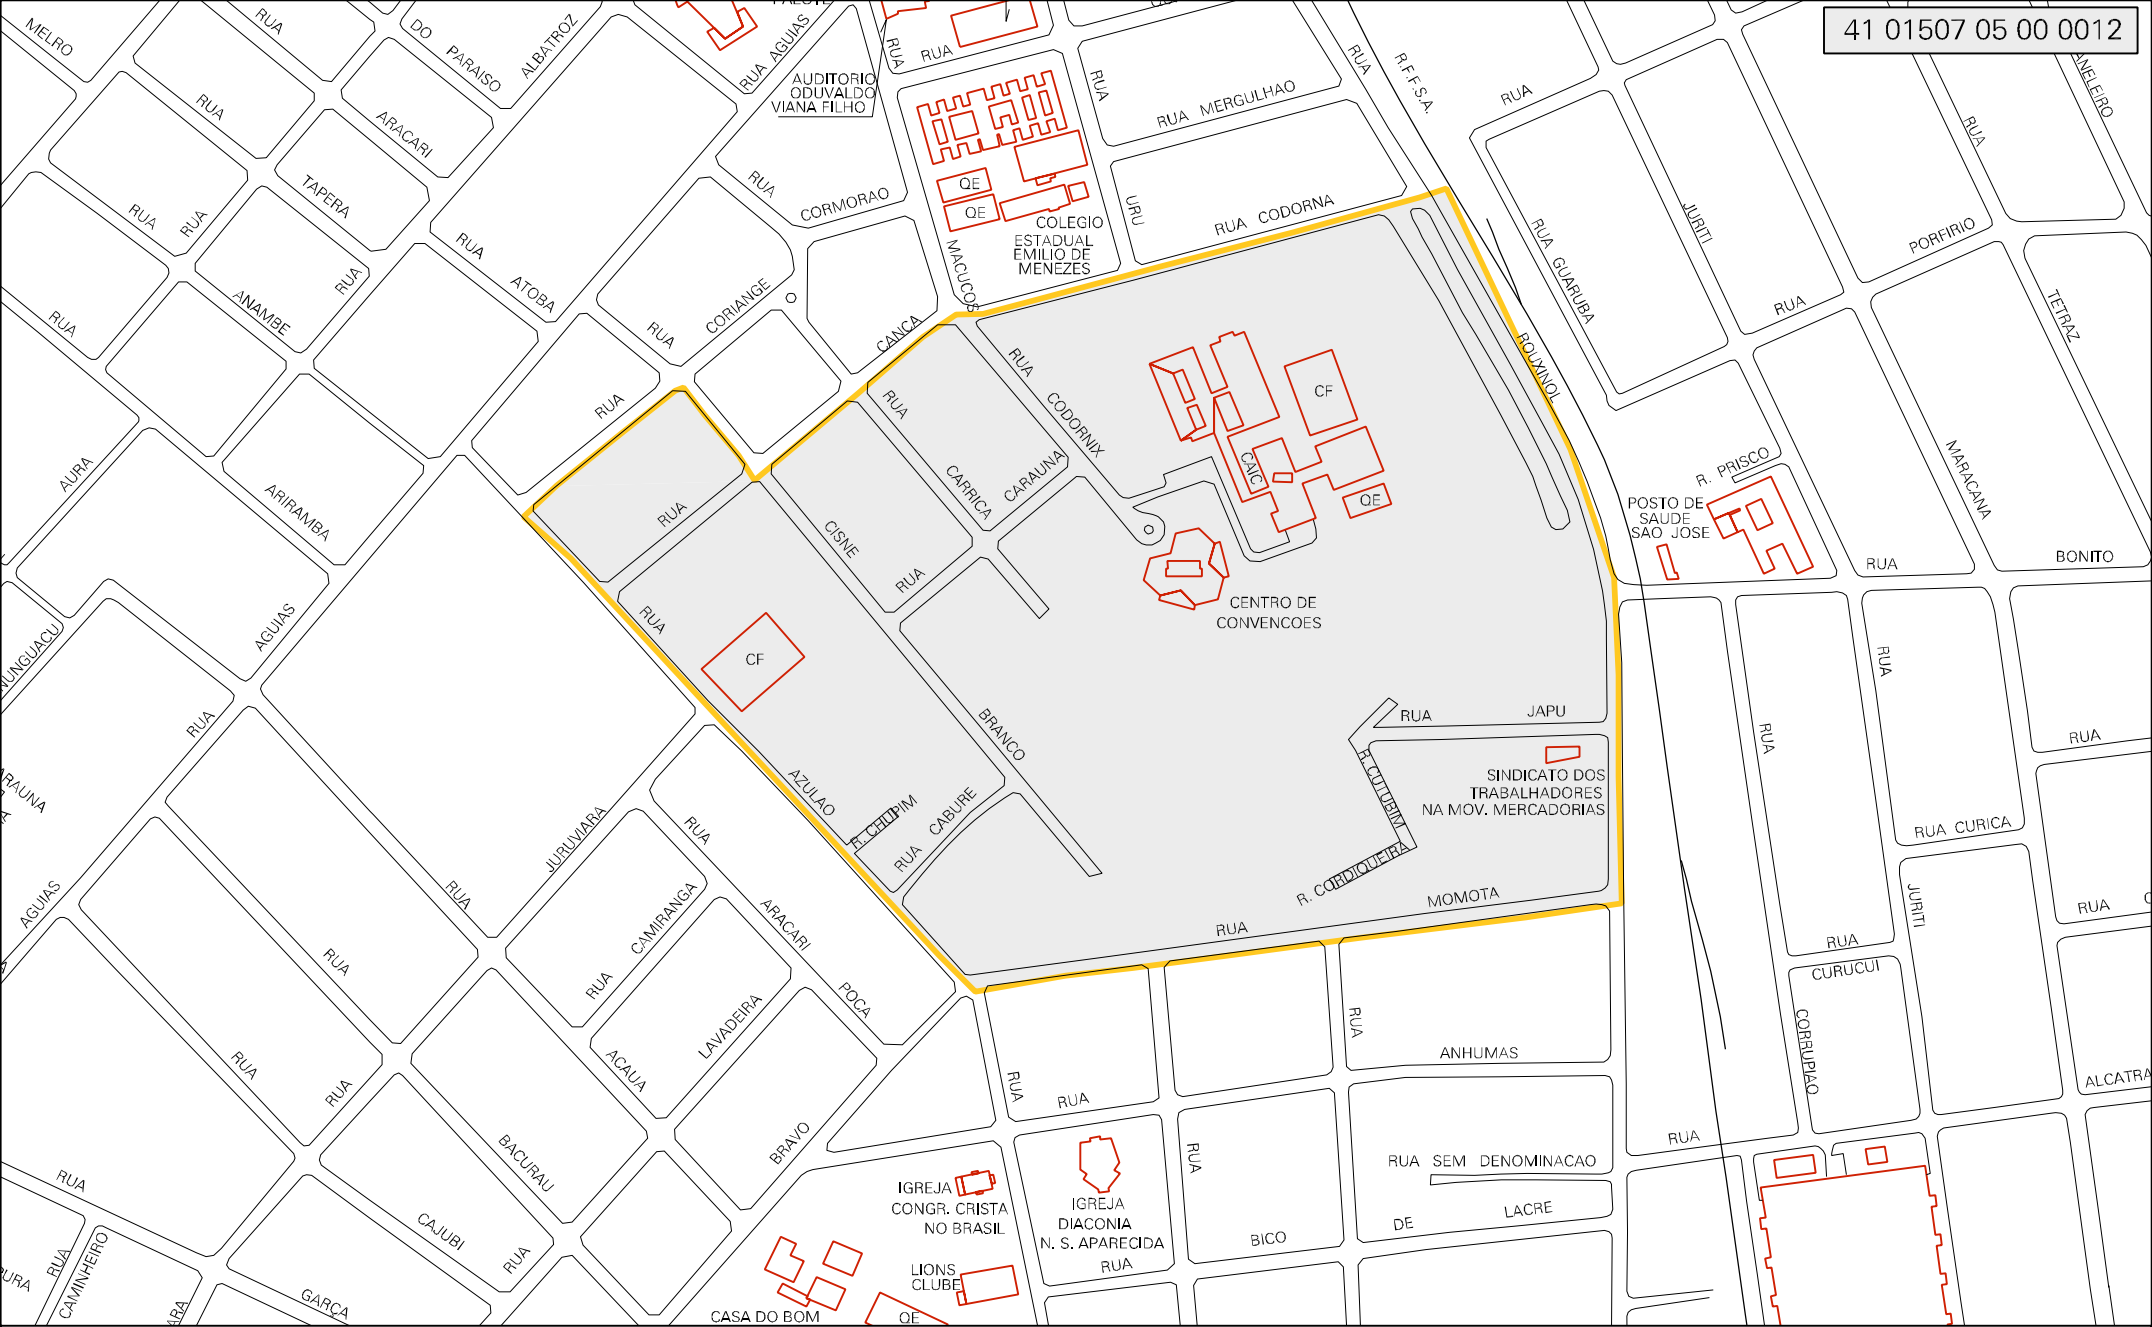 41 01507 05 00 0012
MELRO
RUA
DO PARAISO
ALBATROZ
RUA AGUIAS
RUA
RUA
RUA
RUA
R.F.F.S.A.
RUA
RUA
AUDITORIO
ODUVALDO
VIANA FILHO
RUA MERGULHAO
RUA
ARACARI
TAPERA
RUA
RUA
RUA
CORMORAO
QE
QE
COLEGIO
ESTADUAL
EMILIO DE
MENEZES
URU
RUA CODORNA
RUA GUARUBA
JURITI
PORFIRIO
RUA
ATOBA
RUA
ANAMBE
RUA
RUA
CORIANGE
CANCA
MACUCOS
RUA
TETRAZ
RUA
CODORNIX
ROUXINOL
CF
RUA
RUA
AURA
ARIRAMBA
CARRICA
CARAUNA
CAIC
QE
R. PRISCO
MARACANA
POSTO DE
SAUDE
SAO JOSE
RUA
BONITO
RUA
CISNE
RUA
AGUIAS
RUA
CENTRO DE
CONVENCOES
CF
RUA
RUA
BRANCO
RUA
JAPU
RUA
RUA
R. CUTUBIM
SINDICATO DOS
TRABALHADORES
NA MOV. MERCADORIAS
AZULAO
R. CHUPIM
RUA
CABURE
JURUVIARA
RUA
RUA CURICA
R. CORDIQUEIRA
RUA
MOMOTA
AGUIAS
RUA
CAMIRANGA
ARACARI
RUA
JURITI
RUA
RUA
RUA
CURUCUI
RUA
POCA
LAVADEIRA
ACAUA
RUA
ANHUMAS
CORRUPIAO
RUA
RUA
RUA
RUA
ALCATRA
BACURAU
BRAVO
RUA
RUA
RUA SEM DENOMINACAO
RUA
IGREJA
CONGR. CRISTA
NO BRASIL
IGREJA
DIACONIA
N. S. APARECIDA
RUA
BICO
DE
LACRE
CAJUBI
RUA
RUA
CAMINHEIRO
GARCA
LIONS
CLUBE
CASA DO BOM
QE